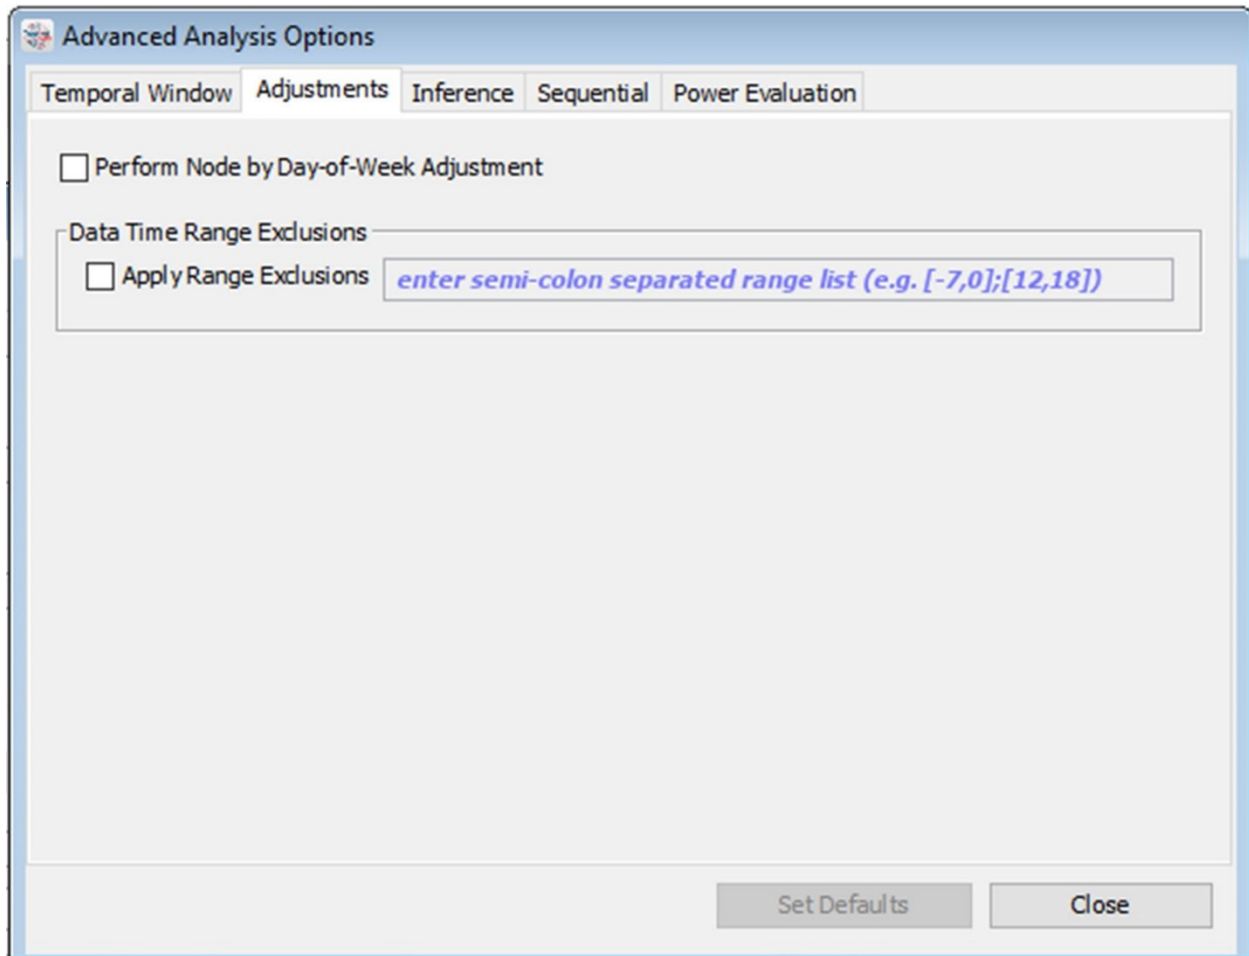 Advanced Analysis Options
Temporal Window Adjustments Inference Sequential Power Evaluation
Perform Node by Day-of-Week Adjustment
Data Time Range Exclusions
Apply Range Exclusions enter semi-colon separated range list (e.g. [-7,0];[12,18])
Set Defaults Close